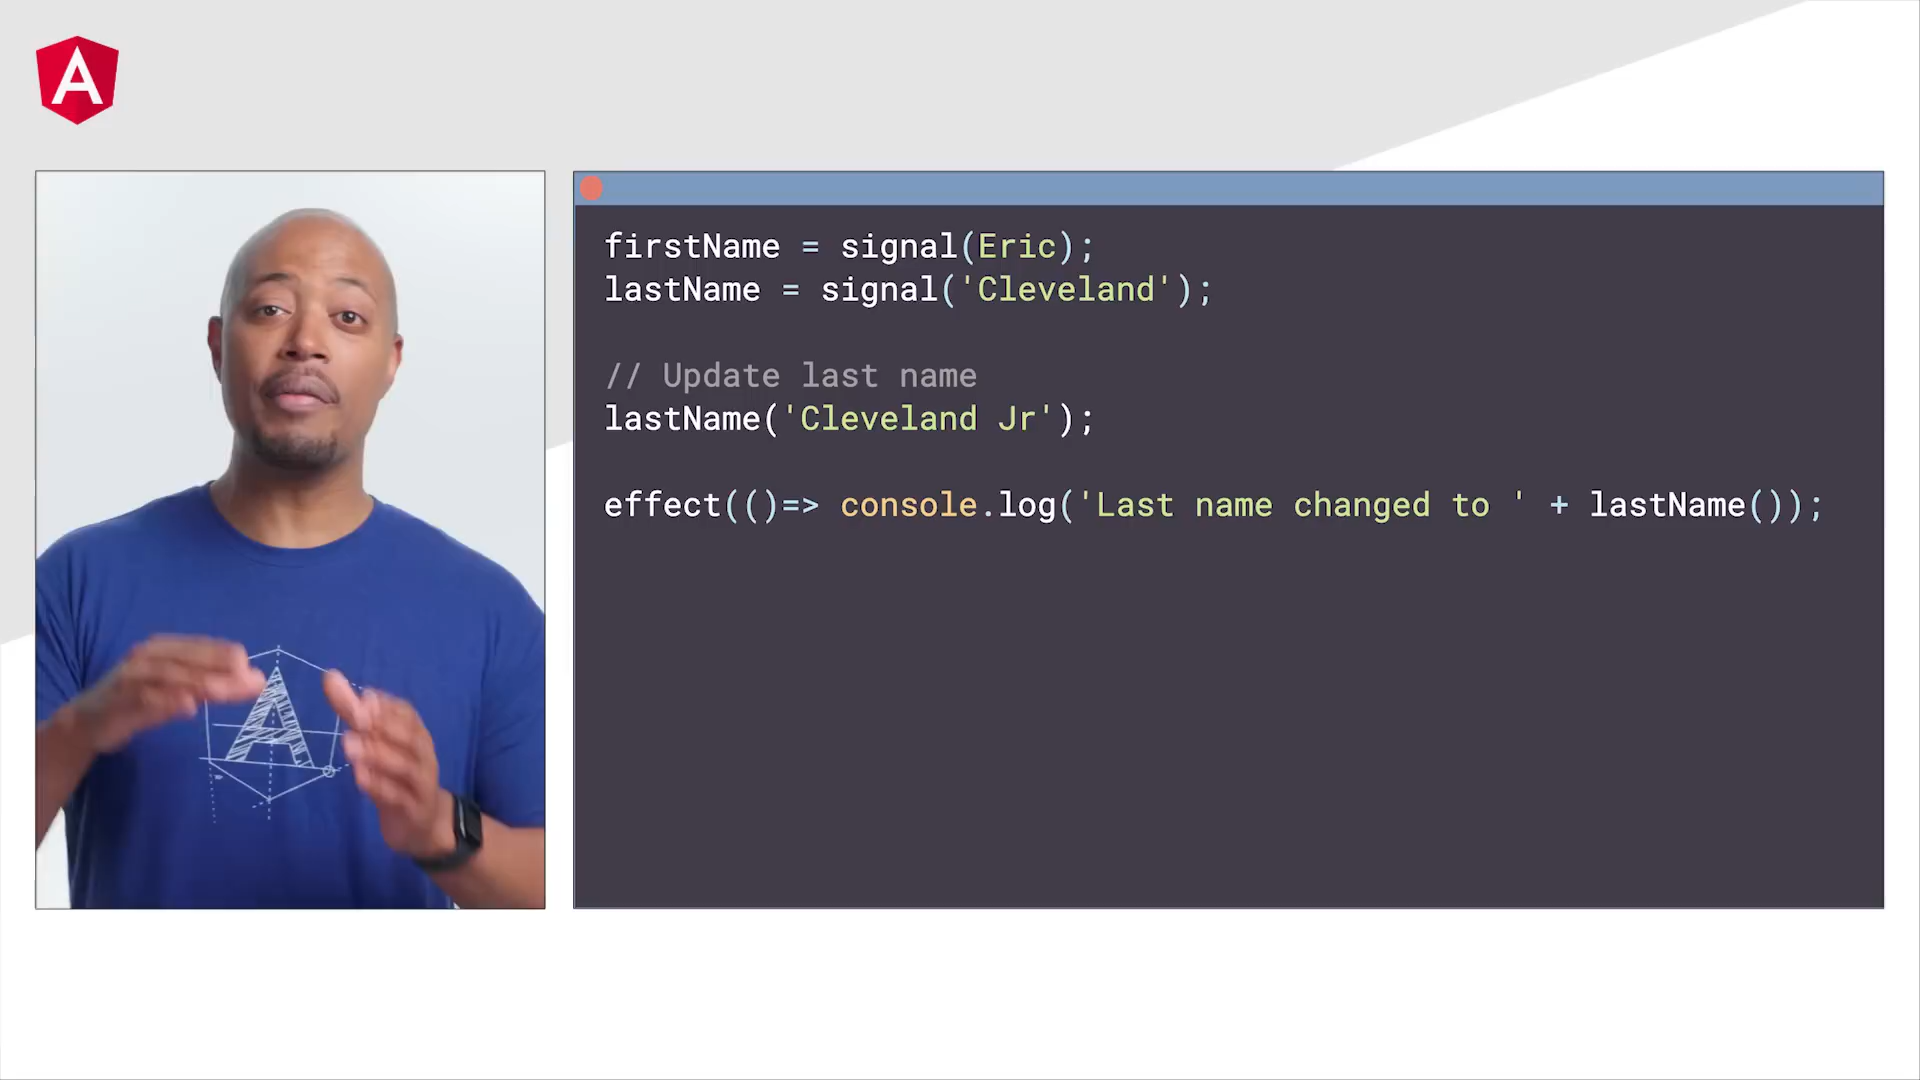 A
firstName = signal(Eric);
lastName = signal('Cleveland');
// Update last name
lastName('Cleveland Jr');
effect(()=> console.log('Last name changed to ' + lastName());
A